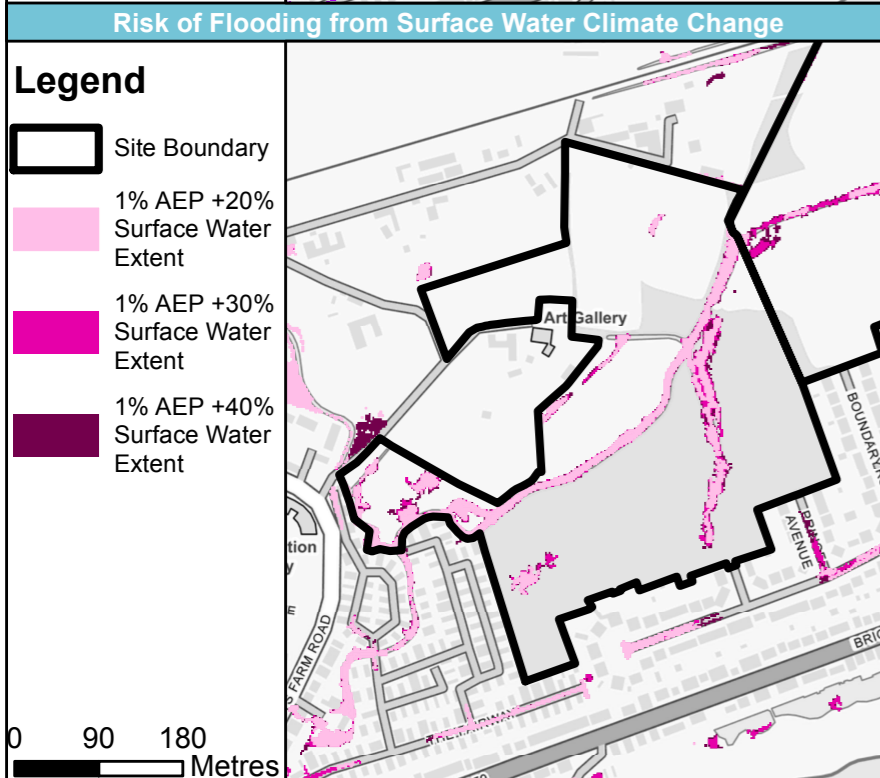 Risk of Flooding from Surface Water Climate Change
Legend
Site Boundary
1% AEP +20%
Surface Water
Extent
1% AEP +30%
Surface Water
Extent
1% AEP +40%
Surface Water
Extent
0 90 180
Metres
Art Gallery
BOUNDARY
AVENUE
tion
y
E
S FARM ROAD
BRIG